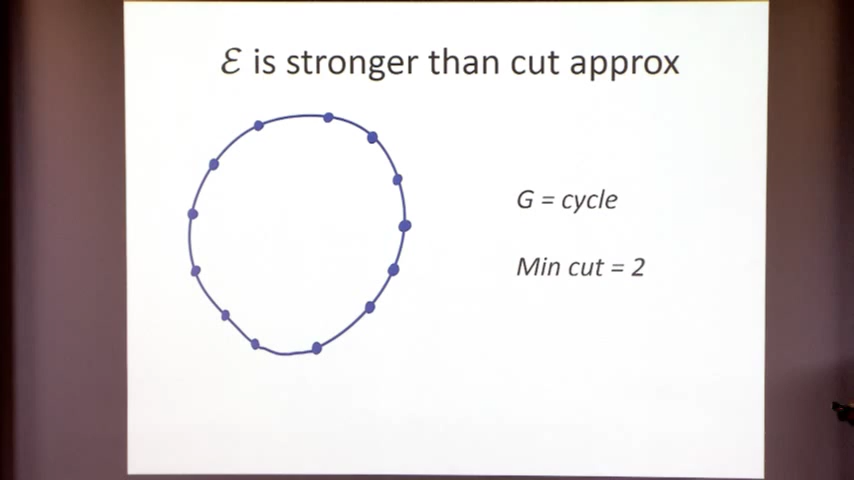 ℰ is stronger than cut approx
G = cycle
Min cut = 2